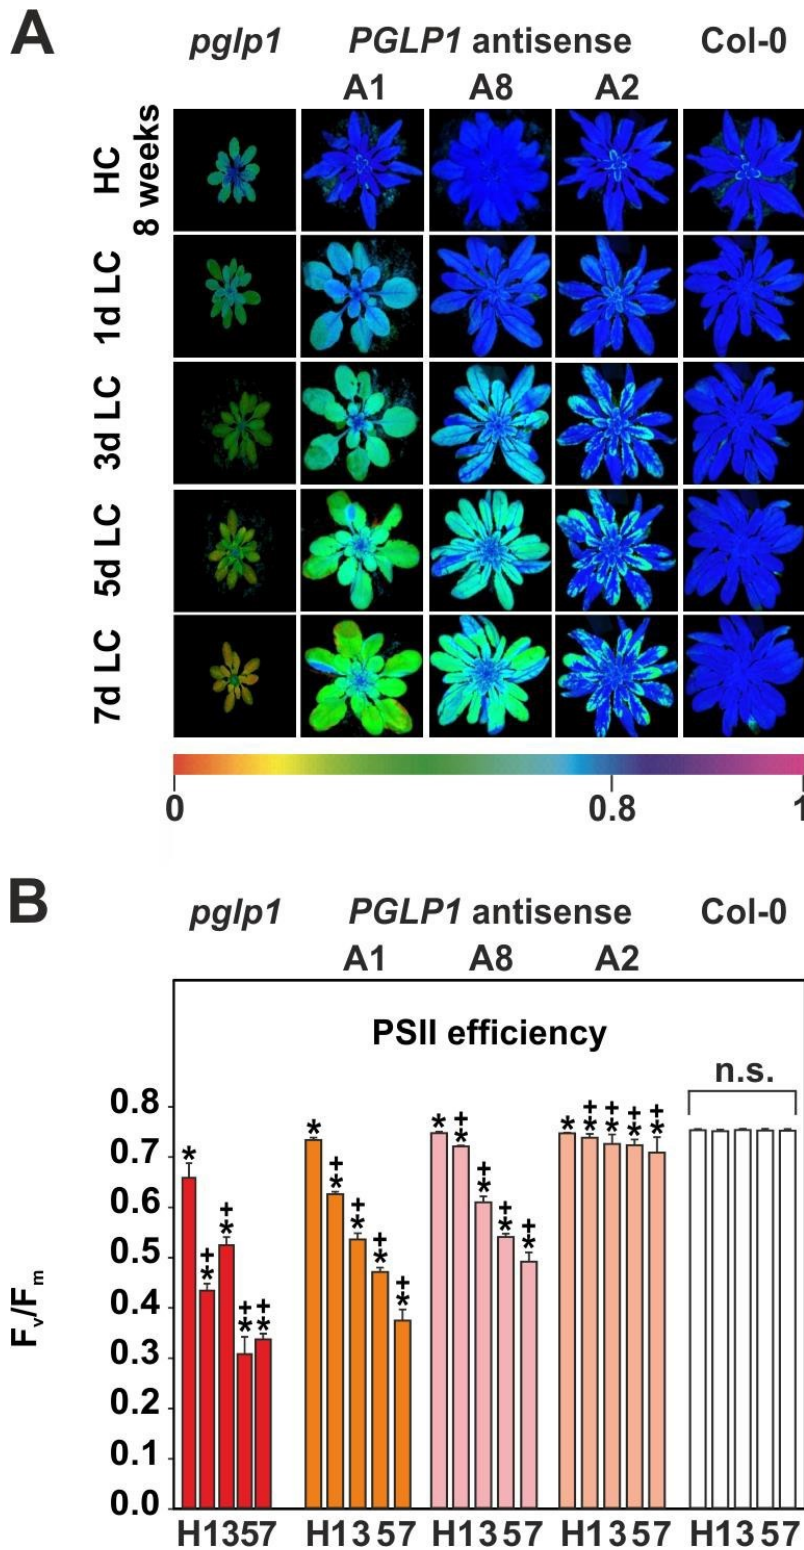 A
pglp1 PGLP1 antisense Col-0
A1 A8 A2
HC
8 weeks
1d LC
3d LC
5d LC
7d LC
0 0.8 1
B
pglp1 PGLP1 antisense Col-0
A1 A8 A2
PSII efficiency
n.s.
0.8
0.7
0.6
0.5
0.4
0.3
0.2
0.1
0.0
Fv/Fm
* +* +* +* +*
* +* +* +* +*
* +* +* +* +*
* +* +* +* +*
H1357 H1357 H1357 H1357 H1357